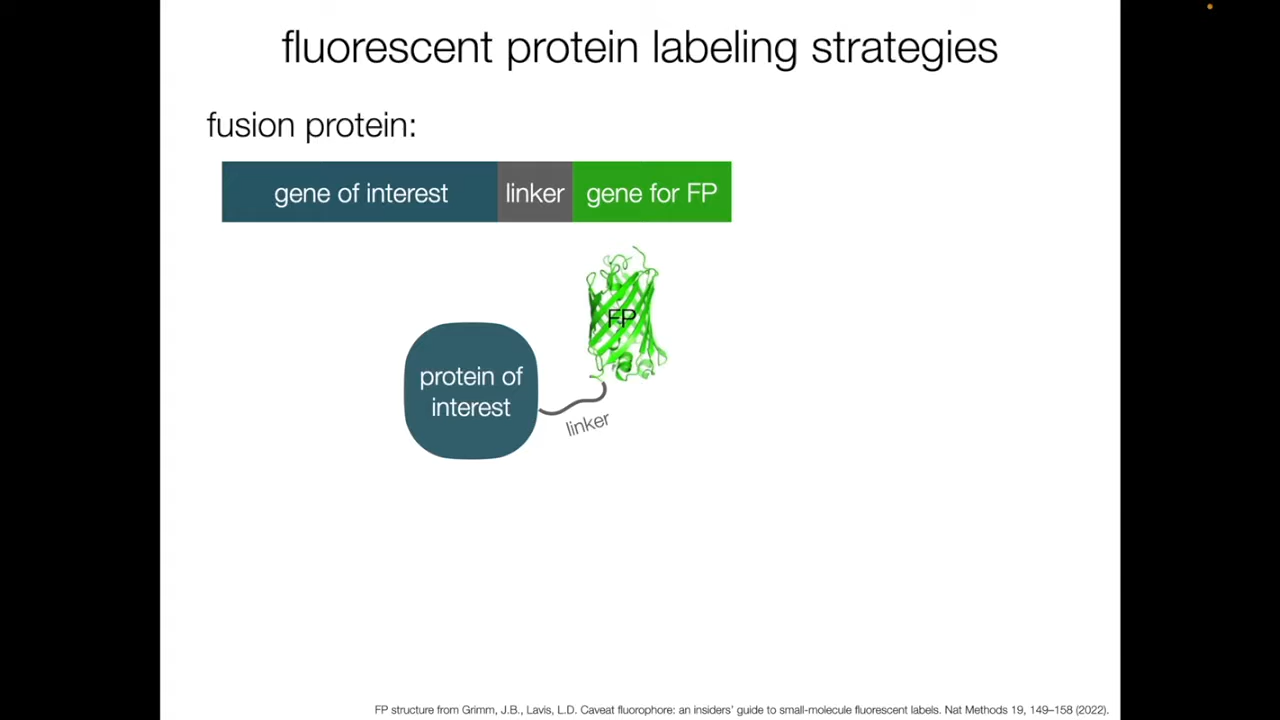 fluorescent protein labeling strategies
fusion protein:
gene of interest linker gene for FP
FP
protein of
interest
linker
FP structure from Grimm, J.B., Lavis, L.D. Caveat fluorophore: an insiders' guide to small-molecule fluorescent labels. Nat Methods 19, 149–158 (2022).